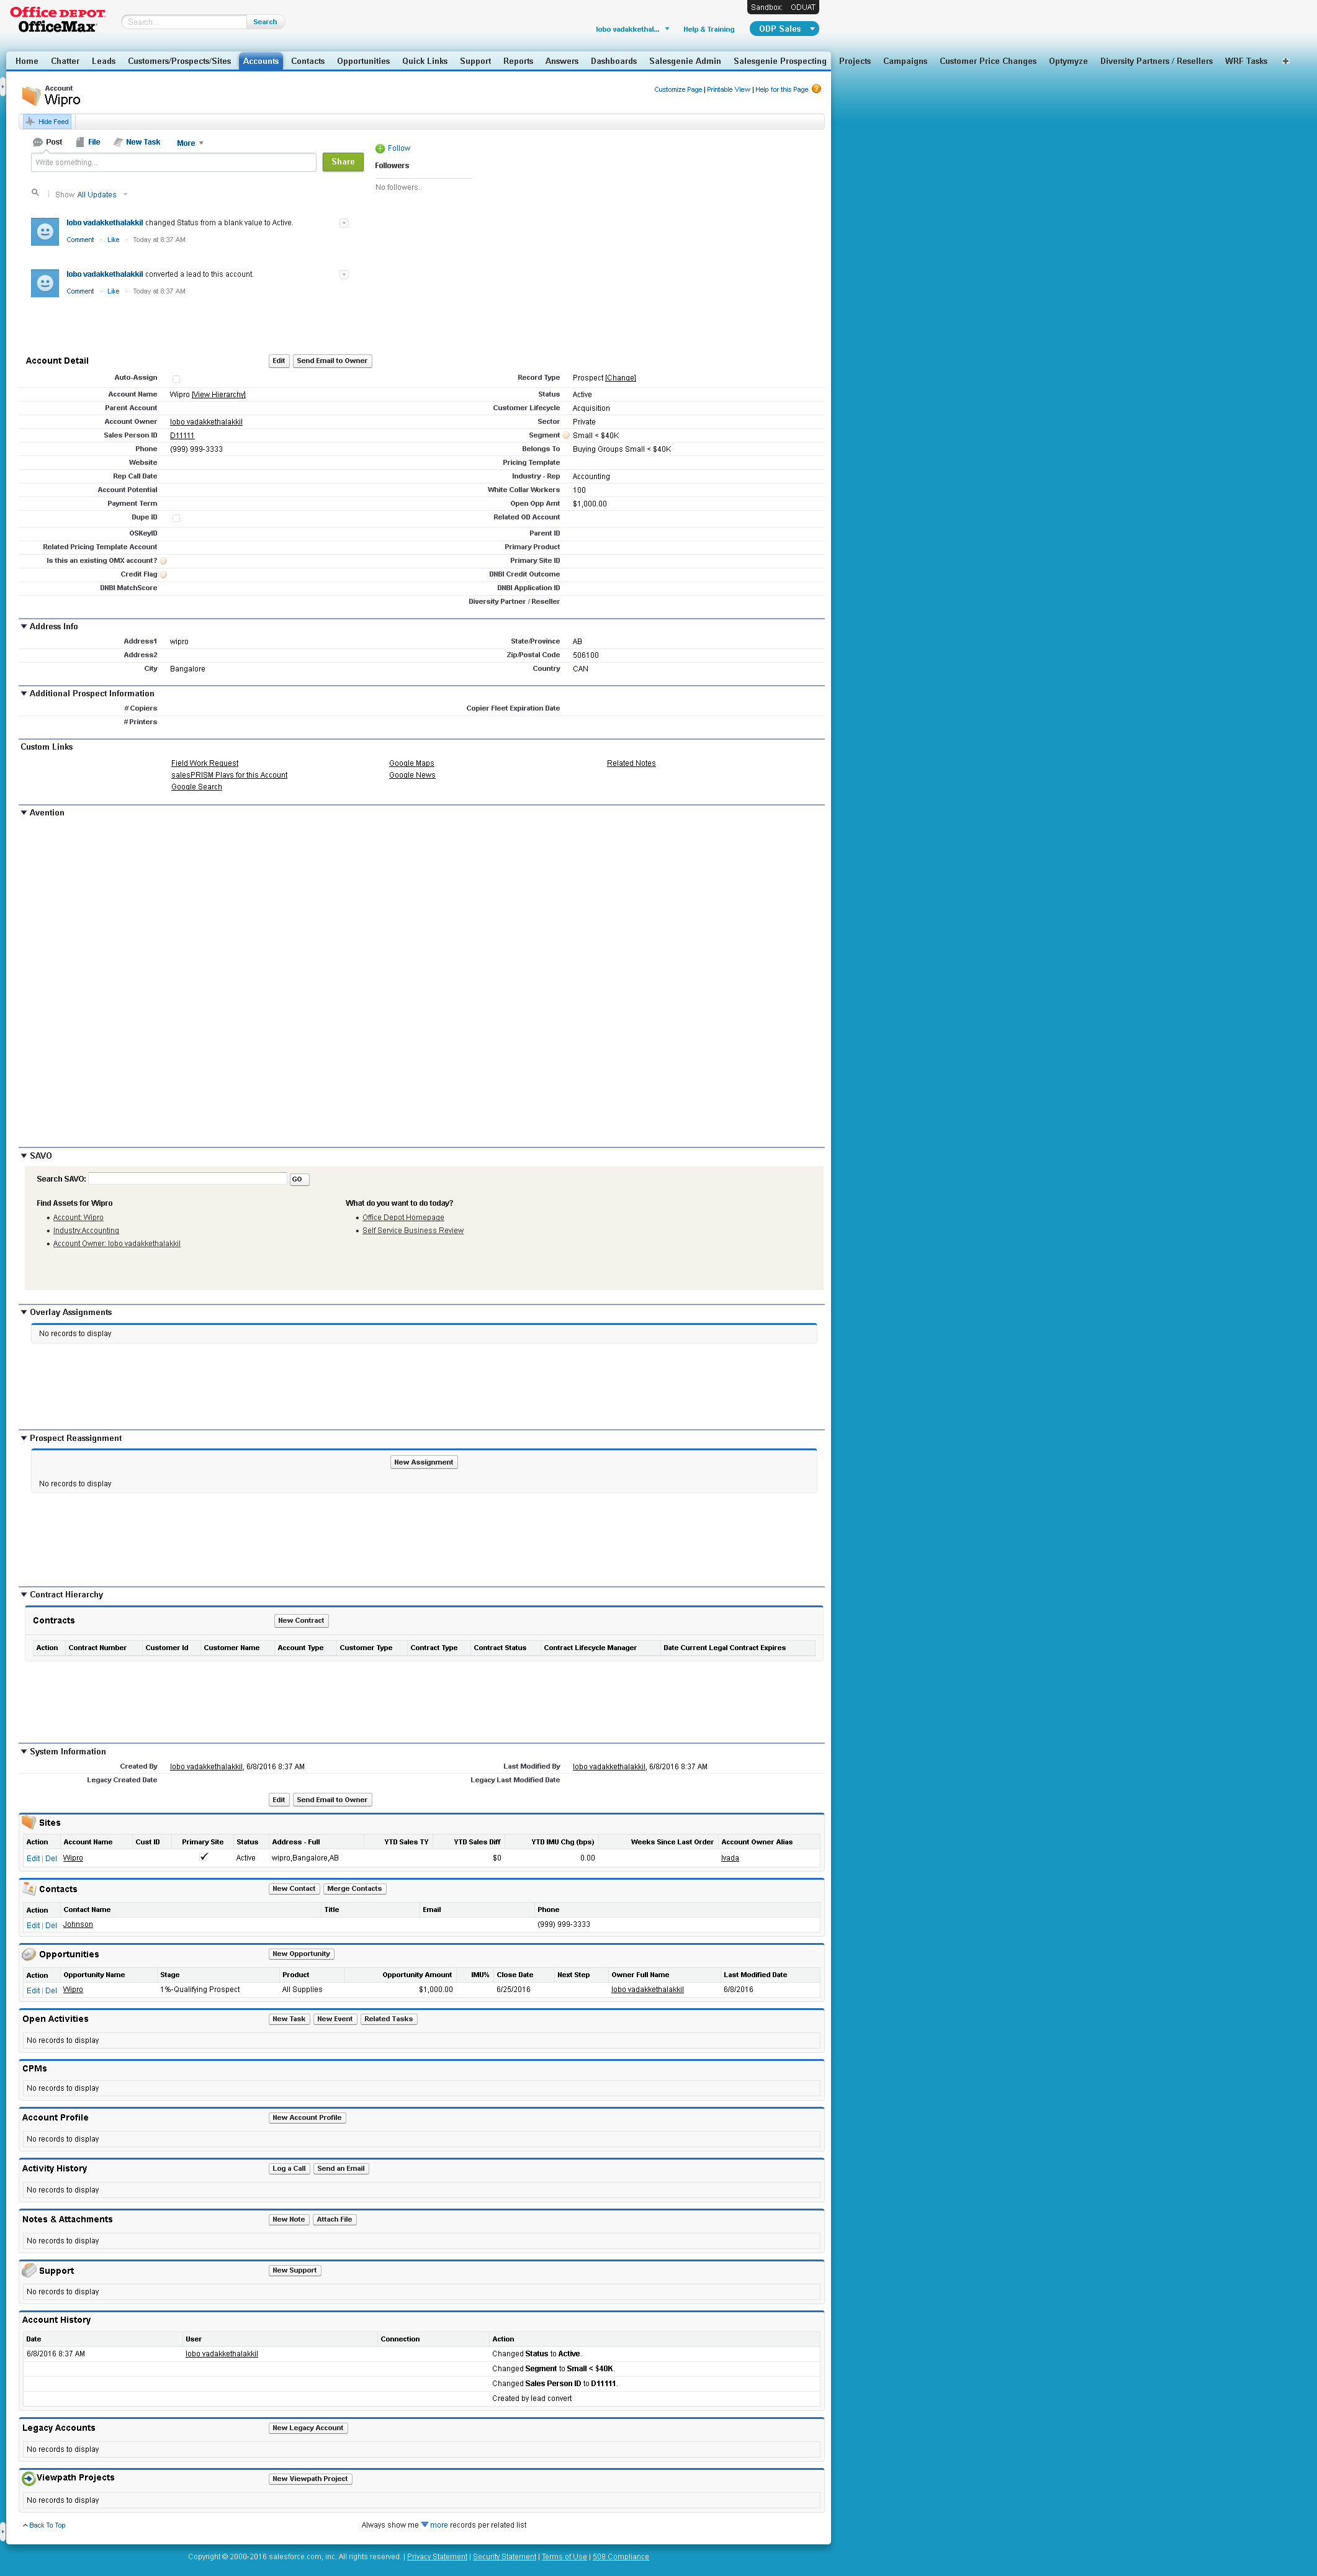 Office DEPOT
OfficeMax
Search...
Search
Sandbox: ODUAT
lobo vadakkethal...
Help & Training
ODP Sales
Home Chatter Leads Customers/Prospects/Sites Accounts Contacts Opportunities Quick Links Support Reports Answers Dashboards Salesgenie Admin Salesgenie Prospecting Projects Campaigns Customer Price Changes Optymyze Diversity Partners / Resellers WRF Tasks +
Account
Wipro
Customize Page | Printable View | Help for this Page
Hide Feed
Post File New Task More
Write something...
Share
Follow
Followers
No followers.
Show All Updates
lobo vadakkethalakkil changed Status from a blank value to Active.
Comment · Like · Today at 8:37 AM
lobo vadakkethalakkil converted a lead to this account.
Comment · Like · Today at 8:37 AM
Account Detail Edit Send Email to Owner
Auto-Assign Record Type Prospect [Change]
Account Name Wipro [View Hierarchy] Status Active
Parent Account Customer Lifecycle Acquisition
Account Owner lobo vadakkethalakkil Sector Private
Sales Person ID D11111 Segment Small < $40K
Phone (999) 999-3333 Belongs To Buying Groups Small < $40K
Website Pricing Template
Rep Call Date Industry - Rep Accounting
Account Potential White Collar Workers 100
Payment Term Open Opp Amt $1,000.00
Dupe ID Related OD Account
OSKeyID Parent ID
Related Pricing Template Account Primary Product
Is this an existing OMX account? Primary Site ID
Credit Flag DNBI Credit Outcome
DNBI MatchScore DNBI Application ID
Diversity Partner / Reseller
Address Info
Address1 wipro State/Province AB
Address2 Zip/Postal Code 506100
City Bangalore Country CAN
Additional Prospect Information
# Copiers Copier Fleet Expiration Date
# Printers
Custom Links
Field Work Request Google Maps Related Notes
salesPRISM Plays for this Account Google News
Google Search
Avention
SAVO
Search SAVO: GO
Find Assets for Wipro What do you want to do today?
• Account: Wipro • Office Depot Homepage
• Industry:Accounting • Self Service Business Review
• Account Owner: lobo vadakkethalakkil
Overlay Assignments
No records to display
Prospect Reassignment
New Assignment
No records to display
Contract Hierarchy
Contracts New Contract
Action Contract Number Customer Id Customer Name Account Type Customer Type Contract Type Contract Status Contract Lifecycle Manager Date Current Legal Contract Expires
System Information
Created By lobo vadakkethalakkil, 6/8/2016 8:37 AM Last Modified By lobo vadakkethalakkil, 6/8/2016 8:37 AM
Legacy Created Date Legacy Last Modified Date
Edit Send Email to Owner
Sites
Action Account Name Cust ID Primary Site Status Address - Full YTD Sales TY YTD Sales Diff YTD IMU Chg (bps) Weeks Since Last Order Account Owner Alias
Edit | Del Wipro Active wipro,Bangalore,AB $0 0.00 lvada
Contacts New Contact Merge Contacts
Action Contact Name Title Email Phone
Edit | Del Johnson (999) 999-3333
Opportunities New Opportunity
Action Opportunity Name Stage Product Opportunity Amount IMU% Close Date Next Step Owner Full Name Last Modified Date
Edit | Del Wipro 1%-Qualifying Prospect All Supplies $1,000.00 6/25/2016 lobo vadakkethalakkil 6/8/2016
Open Activities New Task New Event Related Tasks
No records to display
CPMs
No records to display
Account Profile New Account Profile
No records to display
Activity History Log a Call Send an Email
No records to display
Notes & Attachments New Note Attach File
No records to display
Support New Support
No records to display
Account History
Date User Connection Action
6/8/2016 8:37 AM lobo vadakkethalakkil Changed Status to Active.
Changed Segment to Small < $40K.
Changed Sales Person ID to D11111.
Created by lead convert
Legacy Accounts New Legacy Account
No records to display
Viewpath Projects New Viewpath Project
No records to display
Back To Top Always show me more records per related list
Copyright © 2000-2016 salesforce.com, inc. All rights reserved. | Privacy Statement | Security Statement | Terms of Use | 508 Compliance